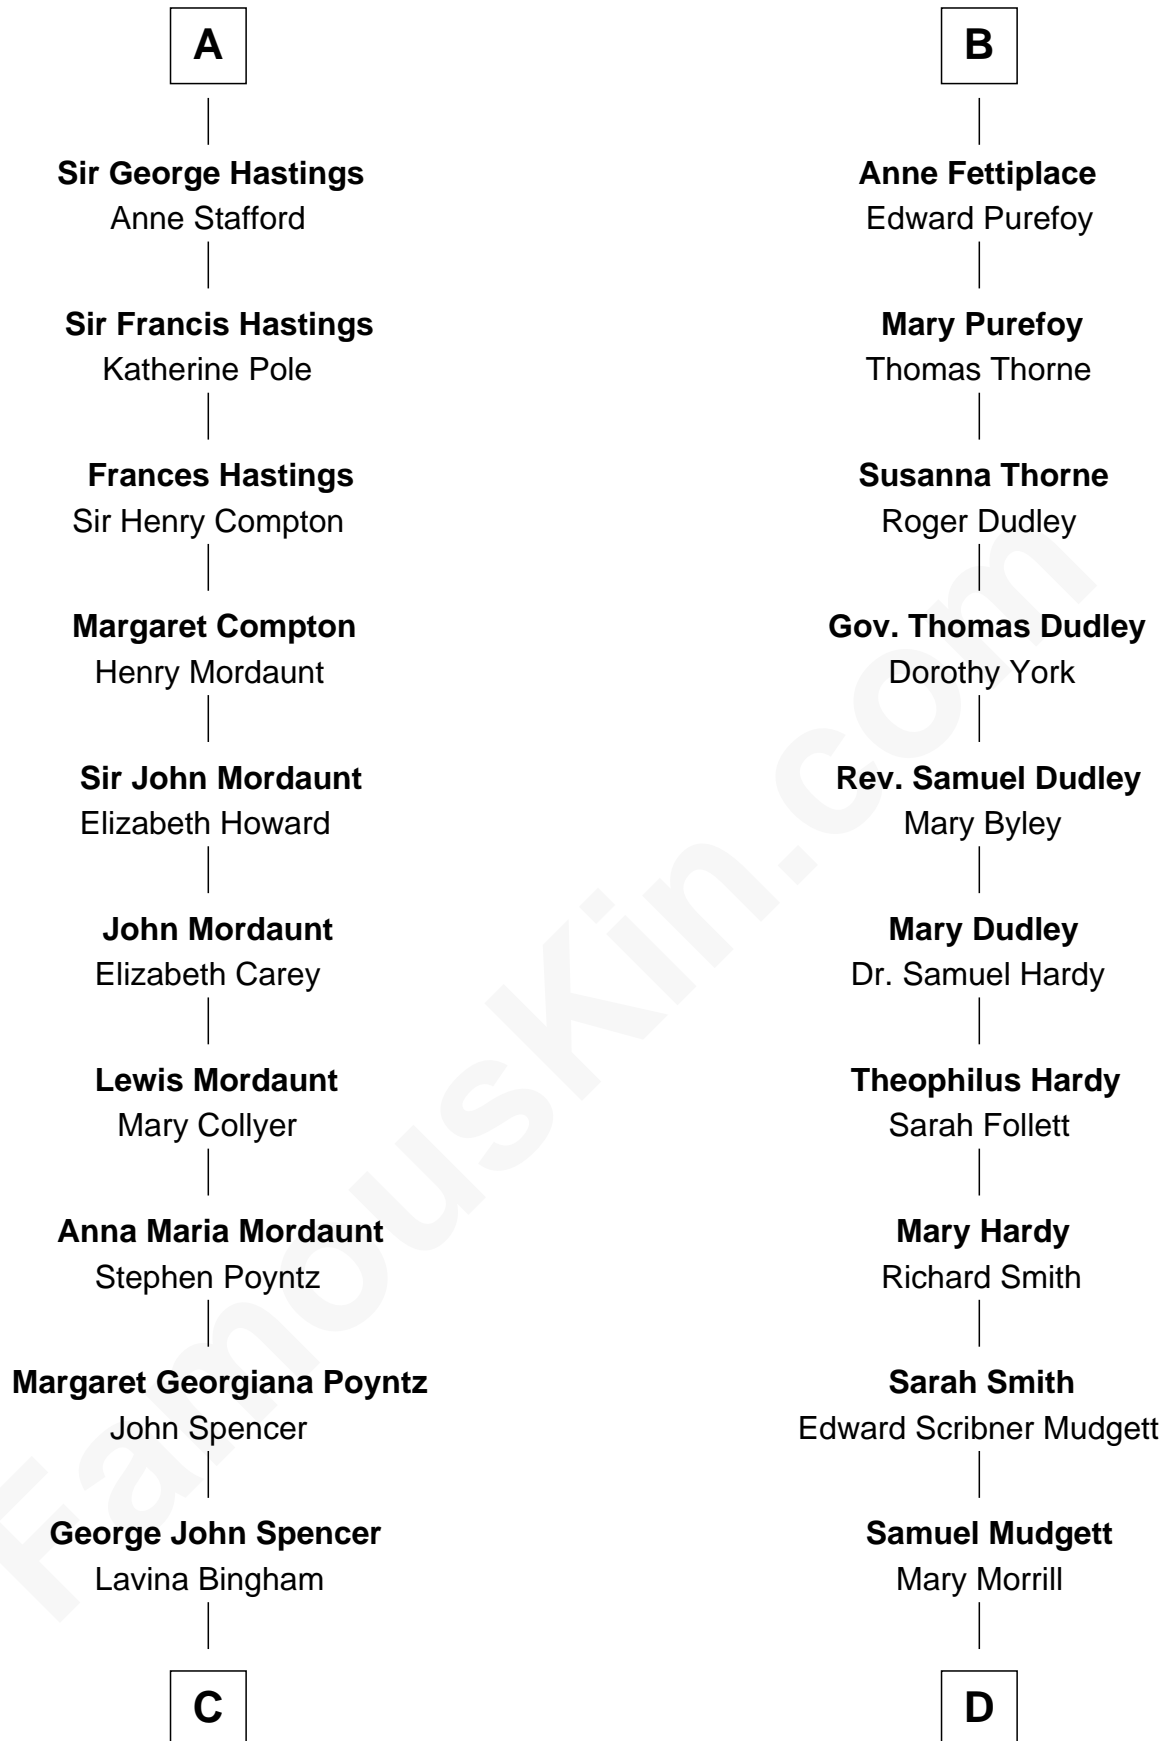 A
Sir George Hastings
Anne Stafford
Sir Francis Hastings
Katherine Pole
Frances Hastings
Sir Henry Compton
Margaret Compton
Henry Mordaunt
Sir John Mordaunt
Elizabeth Howard
John Mordaunt
Elizabeth Carey
Lewis Mordaunt
Mary Collyer
Anna Maria Mordaunt
Stephen Poyntz
Margaret Georgiana Poyntz
John Spencer
George John Spencer
Lavina Bingham
C
B
Anne Fettiplace
Edward Purefoy
Mary Purefoy
Thomas Thorne
Susanna Thorne
Roger Dudley
Gov. Thomas Dudley
Dorothy York
Rev. Samuel Dudley
Mary Byley
Mary Dudley
Dr. Samuel Hardy
Theophilus Hardy
Sarah Follett
Mary Hardy
Richard Smith
Sarah Smith
Edward Scribner Mudgett
Samuel Mudgett
Mary Morrill
D
FamousKin.com